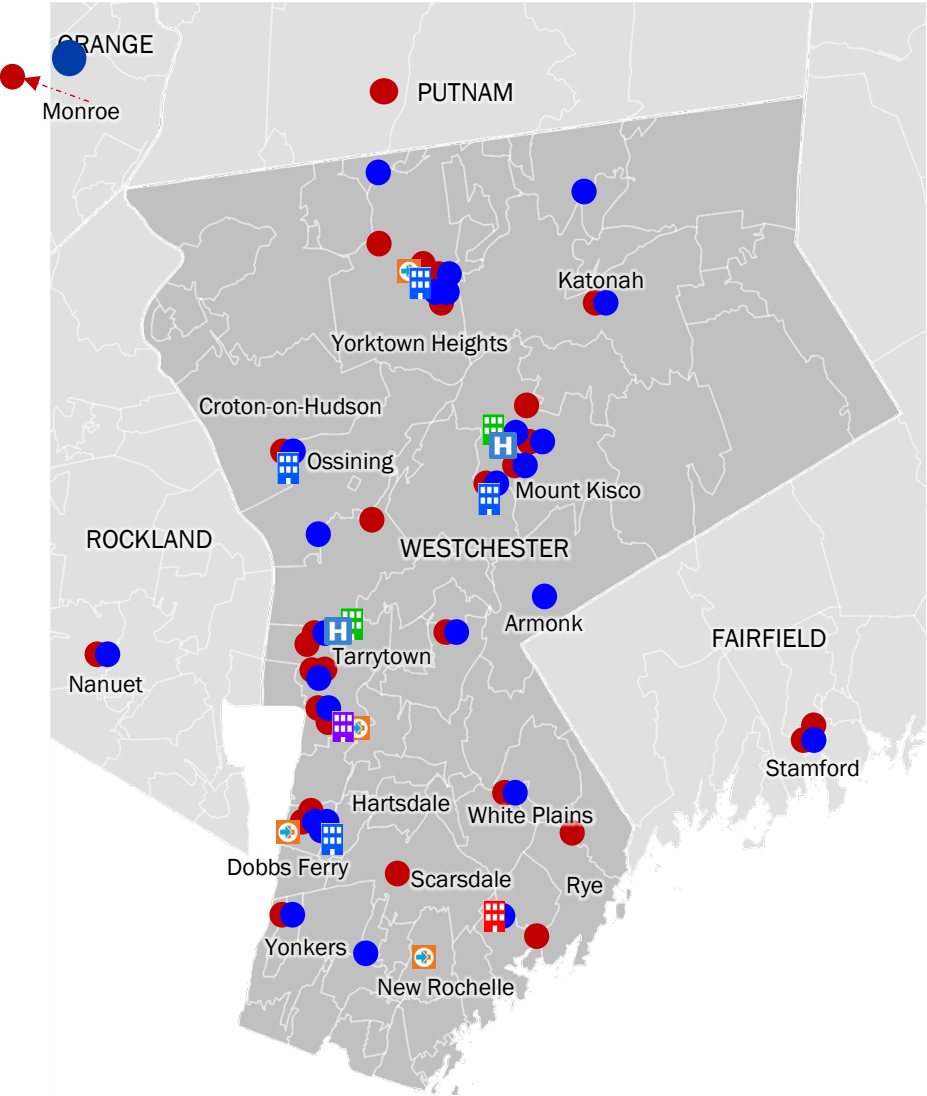 ORANGE
PUTNAM
Monroe
Katonah
Yorktown Heights
Croton-on-Hudson
H
Ossining
Mount Kisco
ROCKLAND
WESTCHESTER
Armonk
H
FAIRFIELD
Tarrytown
Nanuet
Stamford
Hartsdale
White Plains
Dobbs Ferry
Scarsdale
Rye
Yonkers
New Rochelle